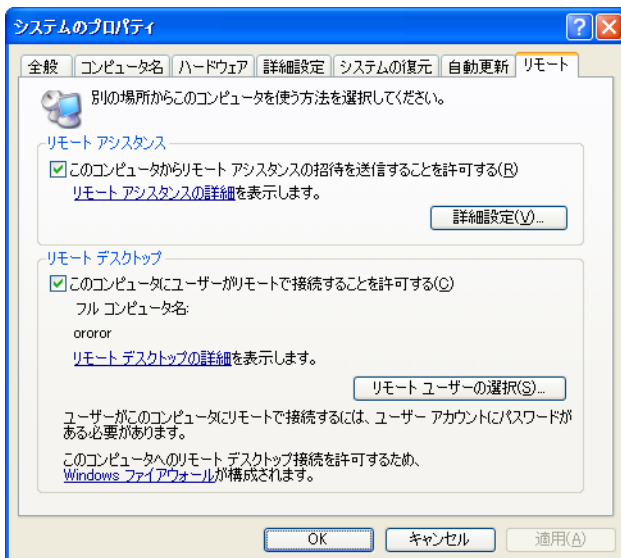 システムのプロパティ
全般 コンピュータ名 ハードウェア 詳細設定 システムの復元 自動更新 リモート
別の場所からこのコンピュータを使う方法を選択してください。
リモート アシスタンス
このコンピュータからリモート アシスタンスの招待を送信することを許可する(R)
リモート アシスタンスの詳細を表示します。
詳細設定(V)...
リモート デスクトップ
このコンピュータにユーザーがリモートで接続することを許可する(C)
フル コンピュータ名:
ororor
リモート デスクトップの詳細を表示します。
リモート ユーザーの選択(S)...
ユーザーがこのコンピュータにリモートで接続するには、ユーザー アカウントにパスワードが
ある必要があります。
このコンピュータへのリモート デスクトップ接続を許可するため、
Windows ファイアウォールが構成されます。
OK キャンセル 適用(A)